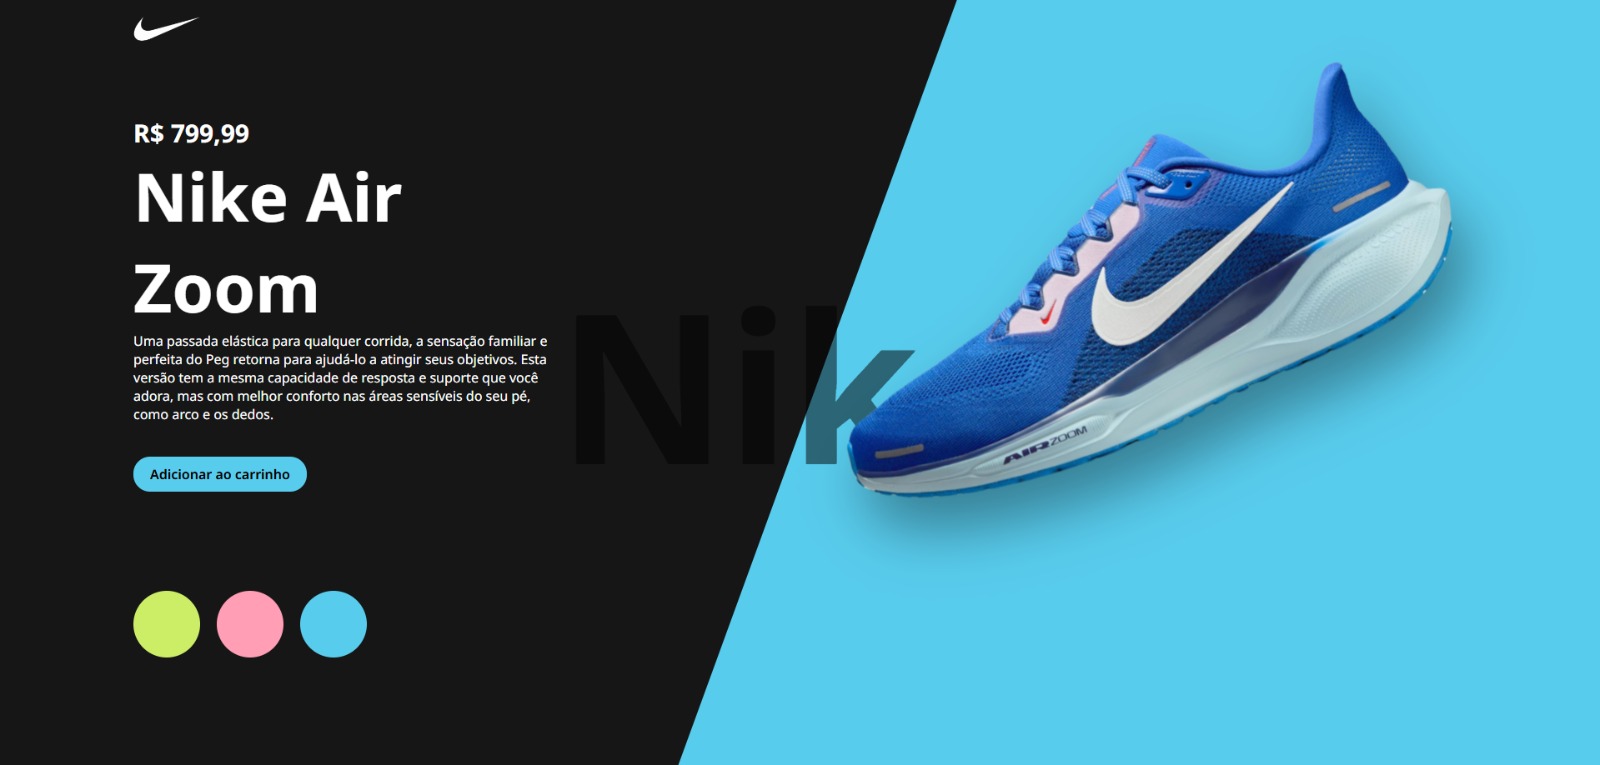 R$ 799,99
Nike Air
Zoom
Uma passada elástica para qualquer corrida, a sensação familiar e
perfeita do Peg retorna para ajudá-lo a atingir seus objetivos. Esta
versão tem a mesma capacidade de resposta e suporte que você
adora, mas com melhor conforto nas áreas sensíveis do seu pé,
como arco e os dedos.
Nik
AIR ZOOM
Adicionar ao carrinho